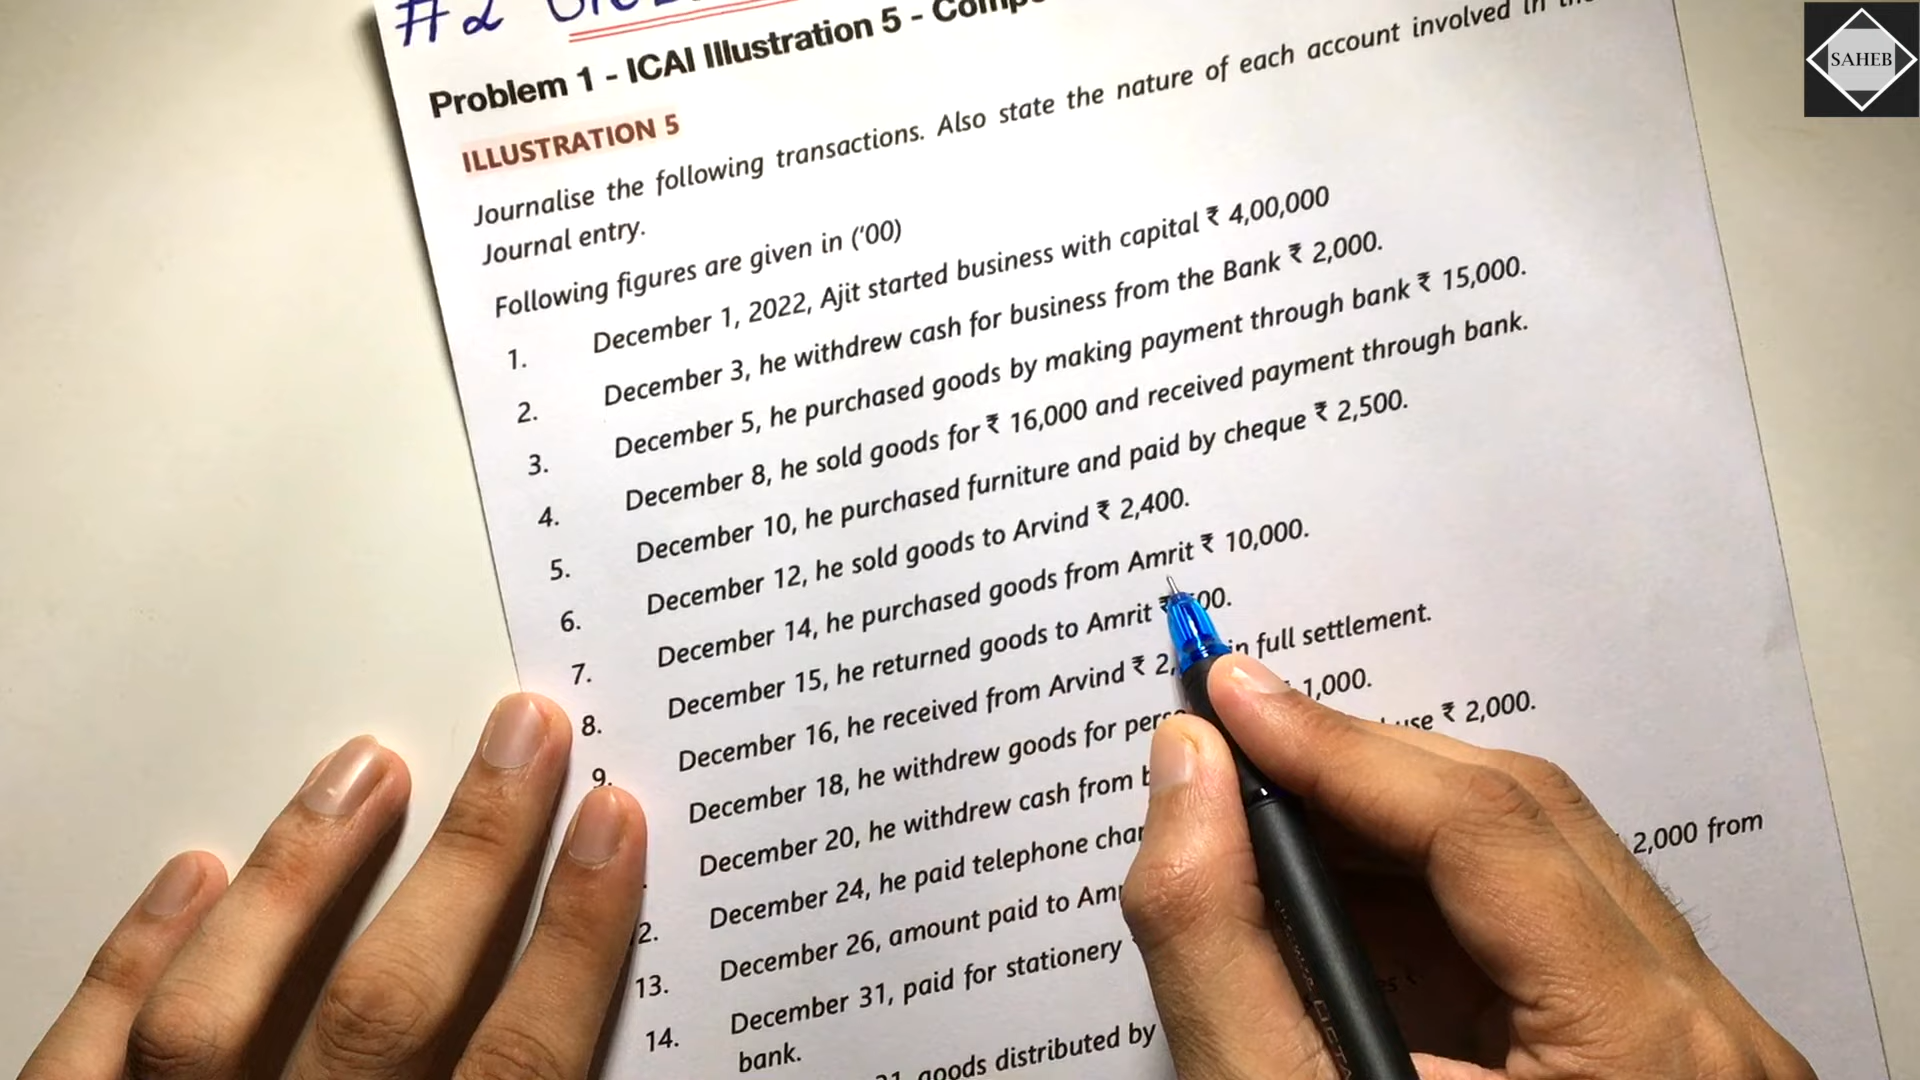 #2
Problem 1 - ICAI Illustration 5 -
ILLUSTRATION 5
Journalise the following transactions. Also state the nature of each account involved in
Journal entry.
Following figures are given in ('00)
1. December 1, 2022, Ajit started business with capital ₹ 4,00,000
2. December 3, he withdrew cash for business from the Bank ₹ 2,000.
3. December 5, he purchased goods by making payment through bank ₹ 15,000.
4. December 8, he sold goods for ₹ 16,000 and received payment through bank.
5. December 10, he purchased furniture and paid by cheque ₹ 2,500.
6. December 12, he sold goods to Arvind ₹ 2,400.
7. December 14, he purchased goods from Amrit ₹ 10,000.
8. December 15, he returned goods to Amrit ₹
9. December 16, he received from Arvind ₹ in full settlement.
December 18, he withdrew goods for ₹ 1,000.
December 20, he withdrew cash from use ₹ 2,000.
December 24, he paid telephone
13. December 26, amount paid to
14. December 31, paid for stationery 2,000 from
bank.
goods distributed by
SAHEB